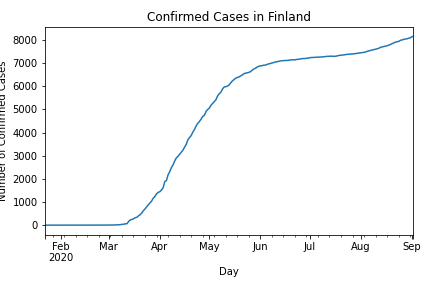 Confirmed Cases in Finland
Number of Confirmed Cases
8000
7000
6000
5000
4000
3000
2000
1000
0
Feb Mar Apr May Jun Jul Aug Sep
2020
Day